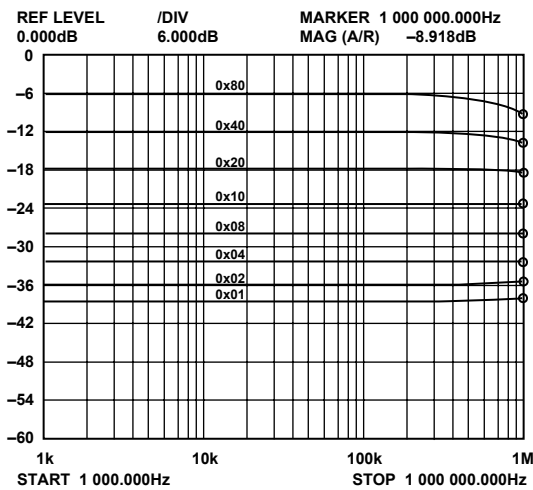 REF LEVEL /DIV MARKER 1 000 000.000Hz
0.000dB 6.000dB MAG (A/R) –8.918dB
0
–6
0x80
–12
0x40
–18
0x20
–24
0x10
–30
0x08
–36
0x04
0x02
0x01
–42
–48
–54
–60
1k 10k 100k 1M
START 1 000.000Hz STOP 1 000 000.000Hz